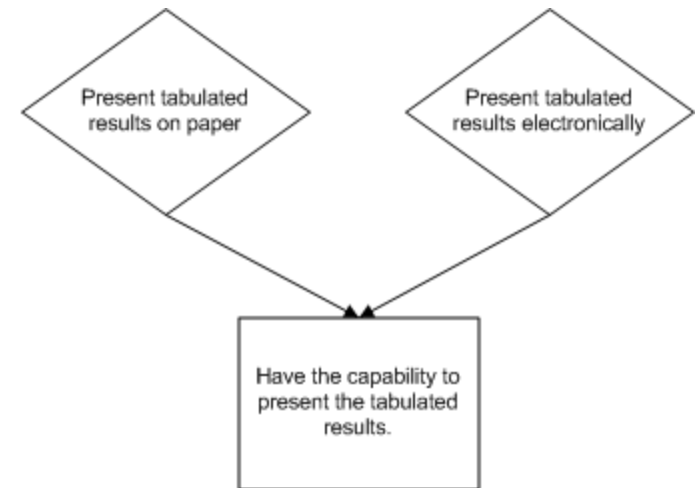 Present tabulated
results on paper
Present tabulated
results electronically
Have the capability to
present the tabulated
results.